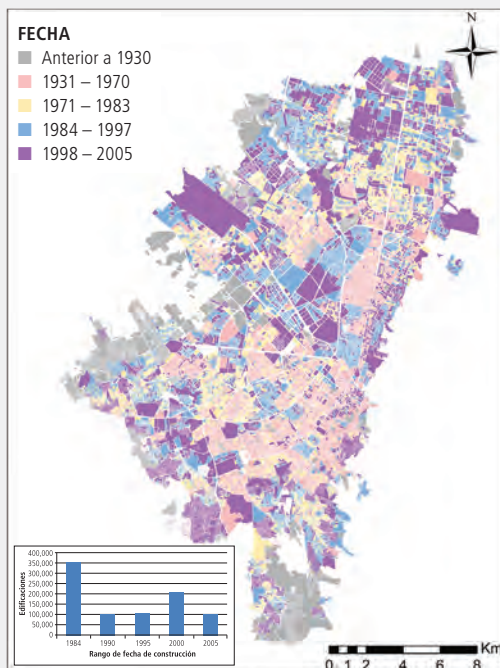 FECHA
Anterior a 1930
1931 – 1970
1971 – 1983
1984 – 1997
1998 – 2005
N
400,000
350,000
300,000
250,000
200,000
150,000
100,000
50,000
0
Edificaciones
1984 1990 1995 2000 2005
Rango de fecha de construcción
Km
0 1 2 4 6 8